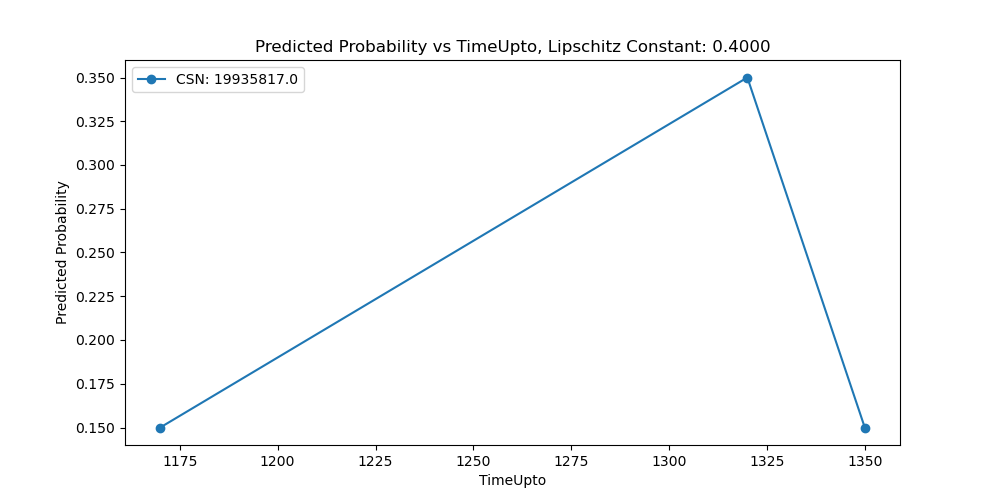 Predicted Probability vs TimeUpto, Lipschitz Constant: 0.4000
CSN: 19935817.0
Predicted Probability
0.350
0.325
0.300
0.275
0.250
0.225
0.200
0.175
0.150
1175 1200 1225 1250 1275 1300 1325 1350
TimeUpto